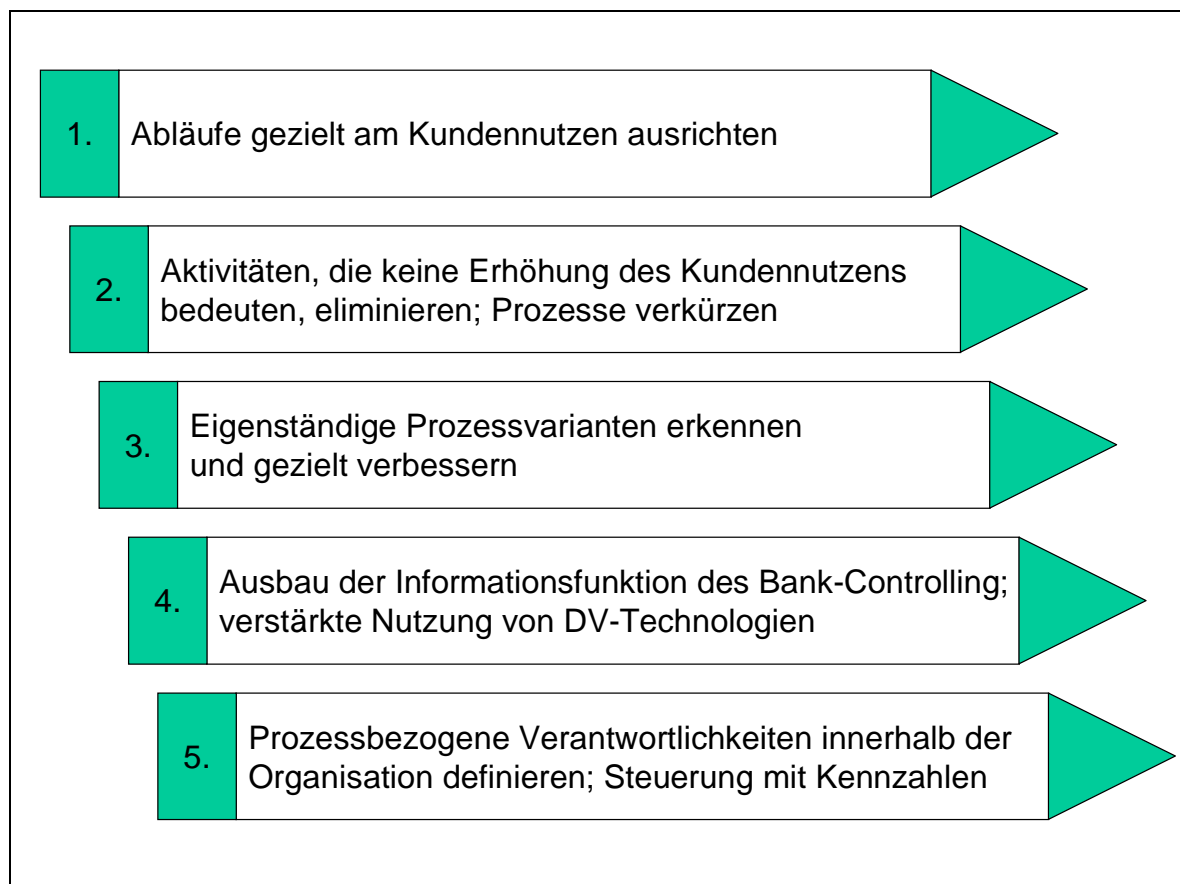 1. Abläufe gezielt am Kundennutzen ausrichten
2. Aktivitäten, die keine Erhöhung des Kundennutzens
bedeuten, eliminieren; Prozesse verkürzen
3. Eigenständige Prozessvarianten erkennen
und gezielt verbessern
4. Ausbau der Informationsfunktion des Bank-Controlling;
verstärkte Nutzung von DV-Technologien
5. Prozessbezogene Verantwortlichkeiten innerhalb der
Organisation definieren; Steuerung mit Kennzahlen